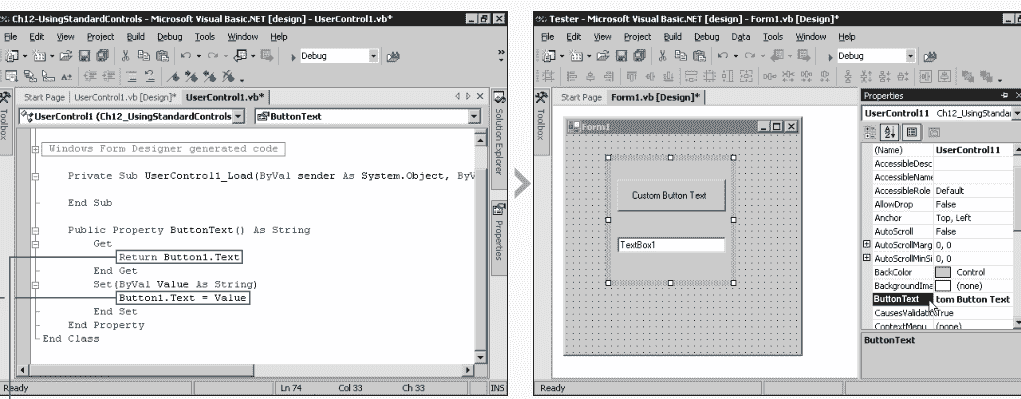 Ch12-UsingStandardControls - Microsoft Visual Basic.NET [design] - UserControl1.vb*
File Edit View Project Build Debug Tools Window Help
Debug
Start Page UserControl1.vb [Design]* UserControl1.vb*
Toolbox
UserControl1 (Ch12_UsingStandardControls ButtonText
Solution Explorer
Properties
Windows Form Designer generated code
Private Sub UserControl1_Load(ByVal sender As System.Object, ByV
End Sub
Public Property ButtonText() As String
Get
Return Button1.Text
End Get
Set(ByVal Value As String)
Button1.Text = Value
End Set
End Property
End Class
Ready Ln 74 Col 33 Ch 33 INS
Tester - Microsoft Visual Basic.NET [design] - Form1.vb [Design]*
File Edit View Project Build Debug Data Tools Window Help
Debug
Start Page Form1.vb [Design]*
Toolbox
Form1
Custom Button Text
TextBox1
Properties
UserControl11 Ch12_UsingStandar
(Name) UserControl11
AccessibleDesc
AccessibleName
AccessibleRole Default
AllowDrop False
Anchor Top, Left
AutoScroll False
AutoScrollMarg 0, 0
AutoScrollMinSi 0, 0
BackColor Control
BackgroundIma (none)
ButtonText tom Button Text
CausesValidatio True
ContextMenu (none)
ButtonText
Ready